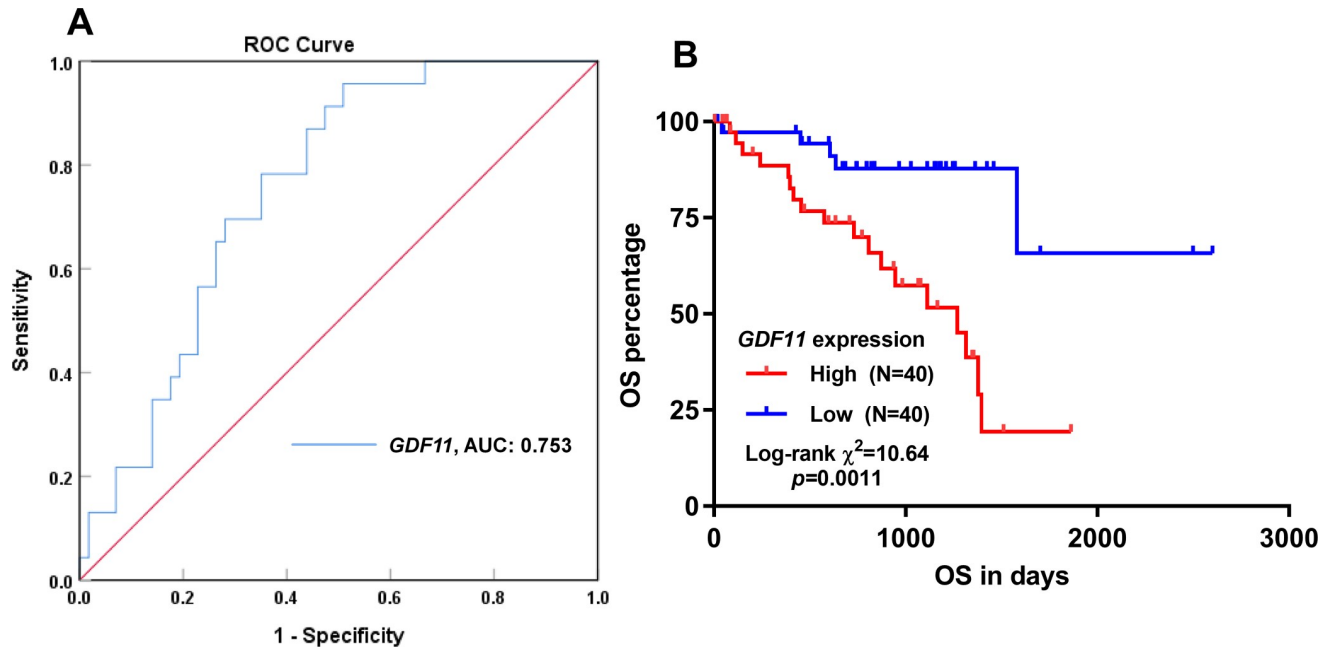 A
ROC Curve
1.0
0.8
0.6
0.4
0.2
0.0
Sensitivity
GDF11, AUC: 0.753
0.0 0.2 0.4 0.6 0.8 1.0
1 - Specificity
B
100
75
50
25
0
OS percentage
GDF11 expression
High (N=40)
Low (N=40)
Log-rank χ²=10.64
p=0.0011
0 1000 2000 3000
OS in days